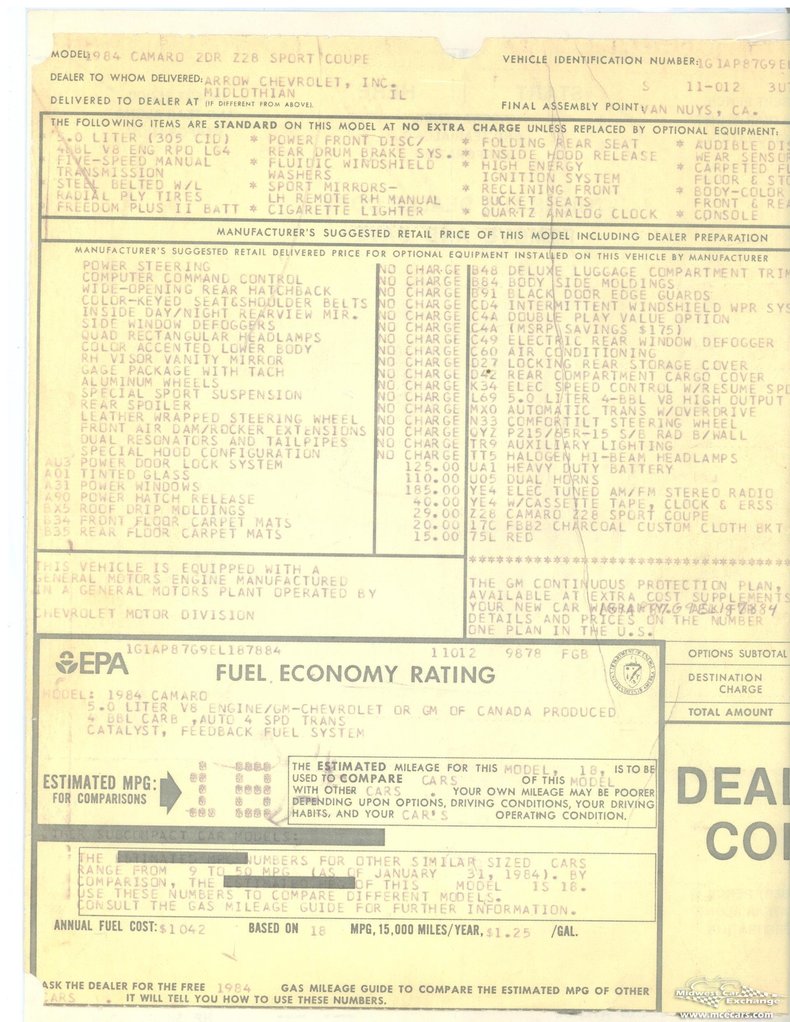 MODEL: 1984 CAMARO 2DR Z28 SPORT COUPE
VEHICLE IDENTIFICATION NUMBER: 1G1AP87G9EL
DEALER TO WHOM DELIVERED: ARROW CHEVROLET, INC.
MIDLOTHIAN IL
S 11-012 3U
DELIVERED TO DEALER AT (IF DIFFERENT FROM ABOVE).
FINAL ASSEMBLY POINT: VAN NUYS, CA.
THE FOLLOWING ITEMS ARE STANDARD ON THIS MODEL AT NO EXTRA CHARGE UNLESS REPLACED BY OPTIONAL EQUIPMENT:
* 5.0 LITER (305 CID) * POWER FRONT DISC/ * FOLDING REAR SEAT * AUDIBLE DI
4BBL V8 ENG RPO LG4 REAR DRUM BRAKE SYS. * INSIDE HOOD RELEASE WEAR SENSO
* FIVE-SPEED MANUAL * FLUIDIC WINDSHIELD * HIGH ENERGY * CARPETED F
TRANSMISSION WASHERS IGNITION SYSTEM FLOOR & STO
* STEEL BELTED W/L * SPORT MIRRORS- * RECLINING FRONT * BODY-COLOR
RADIAL PLY TIRES LH REMOTE RH MANUAL BUCKET SEATS FRONT & REA
* FREEDOM PLUS II BATT * CIGARETTE LIGHTER * QUARTZ ANALOG CLOCK * CONSOLE
MANUFACTURER'S SUGGESTED RETAIL PRICE OF THIS MODEL INCLUDING DEALER PREPARATION
MANUFACTURER'S SUGGESTED RETAIL DELIVERED PRICE FOR OPTIONAL EQUIPMENT INSTALLED ON THIS VEHICLE BY MANUFACTURER
POWER STEERING NO CHARGE B48 DELUXE LUGGAGE COMPARTMENT TRIM
COMPUTER COMMAND CONTROL NO CHARGE B84 BODY SIDE MOLDINGS
WIDE-OPENING REAR HATCHBACK NO CHARGE B91 BLACK DOOR EDGE GUARDS
COLOR-KEYED SEAT&SHOULDER BELTS NO CHARGE CD4 INTERMITTENT WINDSHIELD WPR SY
INSIDE DAY/NIGHT REARVIEW MIR. NO CHARGE C4A DOUBLE PLAY VALUE OPTION
SIDE WINDOW DEFOGGERS NO CHARGE C4A (MSRP SAVINGS $175)
QUAD RECTANGULAR HEADLAMPS NO CHARGE C49 ELECTRIC REAR WINDOW DEFOGGER
COLOR ACCENTED LOWER BODY NO CHARGE C60 AIR CONDITIONING
RH VISOR VANITY MIRROR NO CHARGE D27 LOCKING REAR STORAGE COVER
GAGE PACKAGE WITH TACH NO CHARGE D42 REAR COMPARTMENT CARGO COVER
ALUMINUM WHEELS NO CHARGE K34 ELEC SPEED CONTROL W/RESUME SPD
SPECIAL SPORT SUSPENSION NO CHARGE L69 5.0 LITER 4-BBL V8 HIGH OUTPUT
REAR SPOILER NO CHARGE MX0 AUTOMATIC TRANS W/OVERDRIVE
LEATHER WRAPPED STEERING WHEEL NO CHARGE N33 COMFORTILT STEERING WHEEL
FRONT AIR DAM/ROCKER EXTENSIONS NO CHARGE QYZ P215/65R-15 S/B RAD B/WALL
DUAL RESONATORS AND TAILPIPES NO CHARGE TR9 AUXILIARY LIGHTING
SPECIAL HOOD CONFIGURATION NO CHARGE TT5 HALOGEN HI-BEAM HEADLAMPS
AU3 POWER DOOR LOCK SYSTEM 125.00 UA1 HEAVY DUTY BATTERY
A01 TINTED GLASS 110.00 U05 DUAL HORNS
A31 POWER WINDOWS 185.00 YE4 ELEC TUNED AM/FM STEREO RADIO
A90 POWER HATCH RELEASE 40.00 YE4 W/CASSETTE TAPE, CLOCK & ERSS
BX5 ROOF DRIP MOLDINGS 29.00 Z28 CAMARO Z28 SPORT COUPE
B34 FRONT FLOOR CARPET MATS 20.00 17C FBB2 CHARCOAL CUSTOM CLOTH BKT
B35 REAR FLOOR CARPET MATS 15.00 75L RED
THIS VEHICLE IS EQUIPPED WITH A
GENERAL MOTORS ENGINE MANUFACTURED
IN A GENERAL MOTORS PLANT OPERATED BY
CHEVROLET MOTOR DIVISION
THE GM CONTINUOUS PROTECTION PLAN,
AVAILABLE AT EXTRA COST SUPPLEMENTS
YOUR NEW CAR
DETAILS AND PRICES ON THE NUMBER
ONE PLAN IN THE U.S.
1G1AP87G9EL187884 11012 9878 FGB
EPA FUEL ECONOMY RATING
MODEL: 1984 CAMARO
5.0 LITER V8 ENGINE/GM-CHEVROLET OR GM OF CANADA PRODUCED
4 BBL CARB ,AUTO 4 SPD TRANS
CATALYST, FEEDBACK FUEL SYSTEM
ESTIMATED MPG:
FOR COMPARISONS
18
THE ESTIMATED MILEAGE FOR THIS MODEL, 18, IS TO BE
USED TO COMPARE CARS OF THIS MODEL
WITH OTHER CARS . YOUR OWN MILEAGE MAY BE POORER
DEPENDING UPON OPTIONS, DRIVING CONDITIONS, YOUR DRIVING
HABITS, AND YOUR CAR'S OPERATING CONDITION.
OTHER SUBCOMPACT CAR MODELS:
THE ESTIMATED MPG NUMBERS FOR OTHER SIMILAR SIZED CARS
RANGE FROM 9 TO 50 MPG (AS OF JANUARY 31, 1984). BY
COMPARISON, THE ESTIMATED MPG OF THIS MODEL IS 18.
USE THESE NUMBERS TO COMPARE DIFFERENT MODELS.
CONSULT THE GAS MILEAGE GUIDE FOR FURTHER INFORMATION.
ANNUAL FUEL COST: $1042 BASED ON 18 MPG, 15,000 MILES/YEAR, $1.25 /GAL.
ASK THE DEALER FOR THE FREE 1984 GAS MILEAGE GUIDE TO COMPARE THE ESTIMATED MPG OF OTHER
CARS . IT WILL TELL YOU HOW TO USE THESE NUMBERS.
OPTIONS SUBTOTAL
DESTINATION
CHARGE
TOTAL AMOUNT
DEAL
CO
Midwest Car Exchange
www.mcecars.com